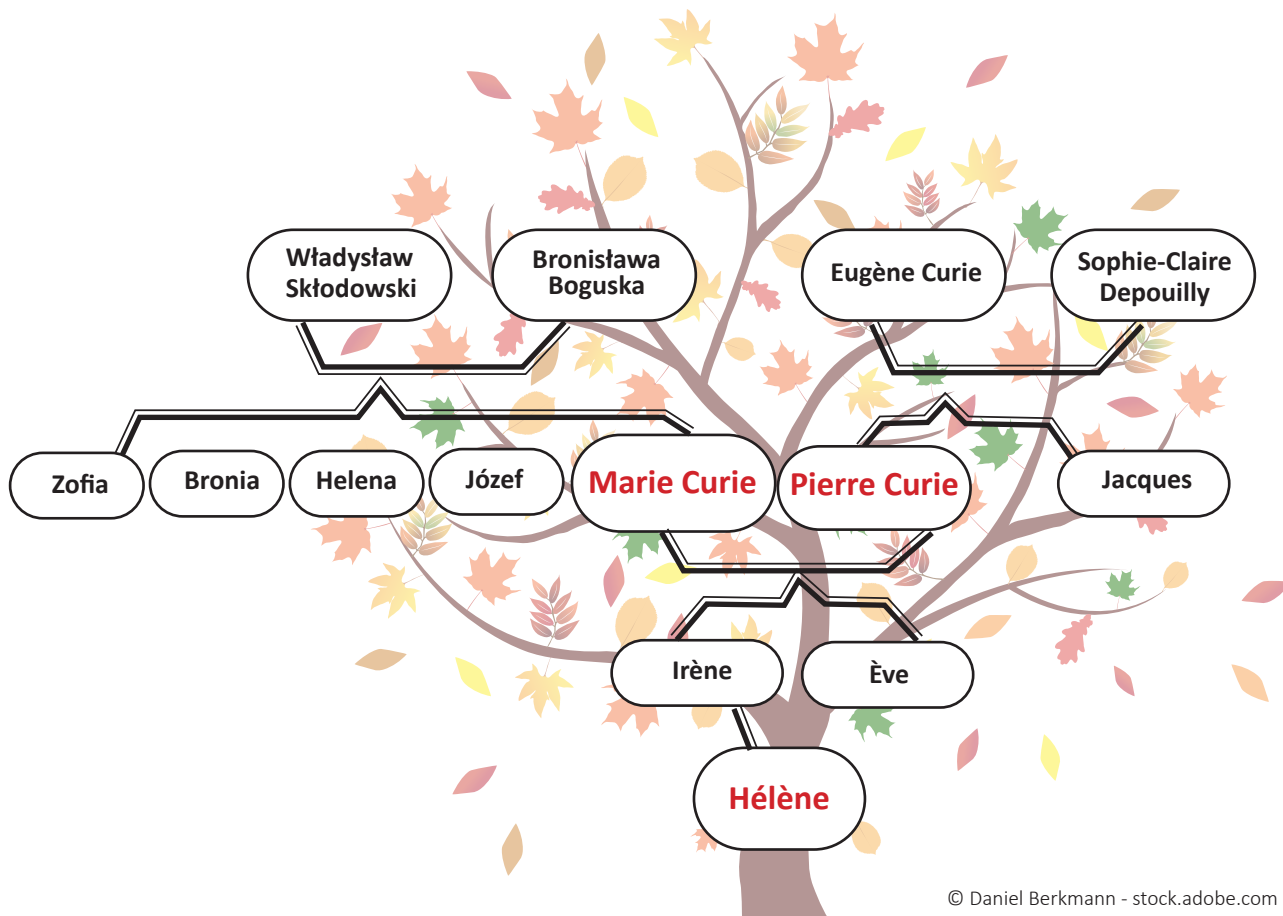 Władysław
Skłodowski
Bronisława
Boguska
Eugène Curie
Sophie-Claire
Depouilly
Zofia
Bronia
Helena
Józef
Marie Curie
Pierre Curie
Jacques
Irène
Ève
Hélène
© Daniel Berkmann - stock.adobe.com